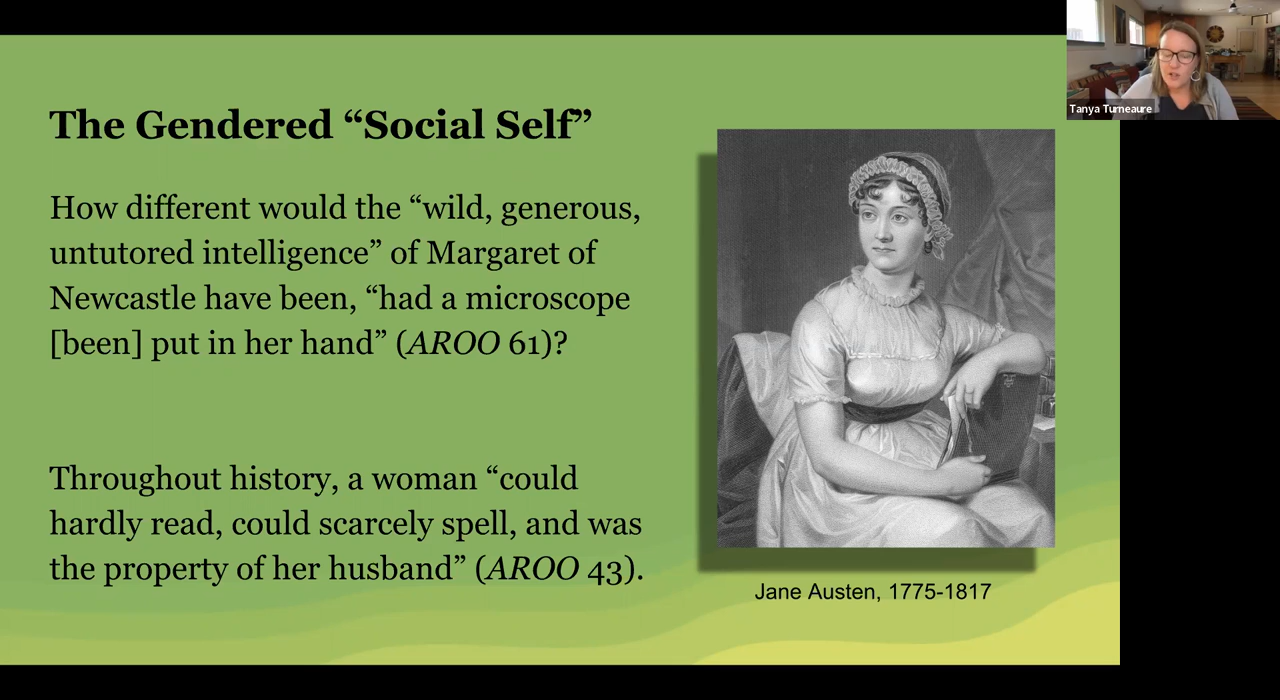 The Gendered “Social Self”
How different would the “wild, generous,
untutored intelligence” of Margaret of
Newcastle have been, “had a microscope
[been] put in her hand” (AROO 61)?
Throughout history, a woman “could
hardly read, could scarcely spell, and was
the property of her husband” (AROO 43).
Jane Austen, 1775-1817
Tanya Turneaure